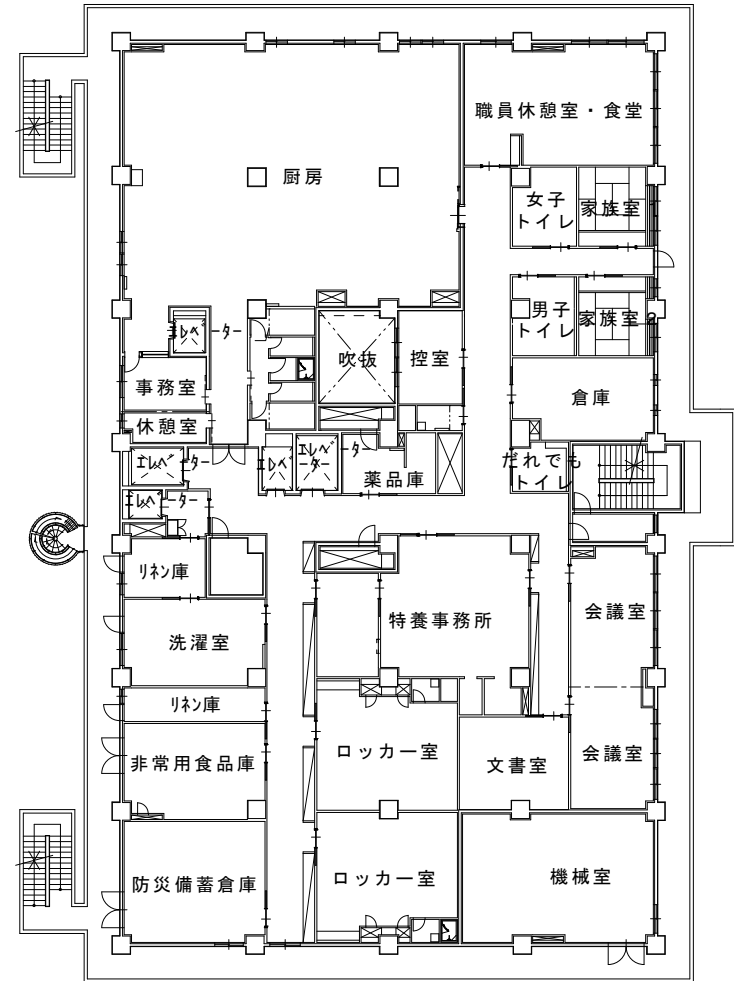 職員休憩室・食堂
厨房
女子
トイレ
家族室
男子
トイレ
家族室 2
エレベーター
吹抜
控室
事務室
倉庫
休憩室
エレベーター
エレベ
エレベーター
薬品庫
だれでも
トイレ
エレベーター
リネン庫
特養事務所
会議室
洗濯室
リネン庫
ロッカー室
文書室
会議室
非常用食品庫
防災備蓄倉庫
ロッカー室
機械室